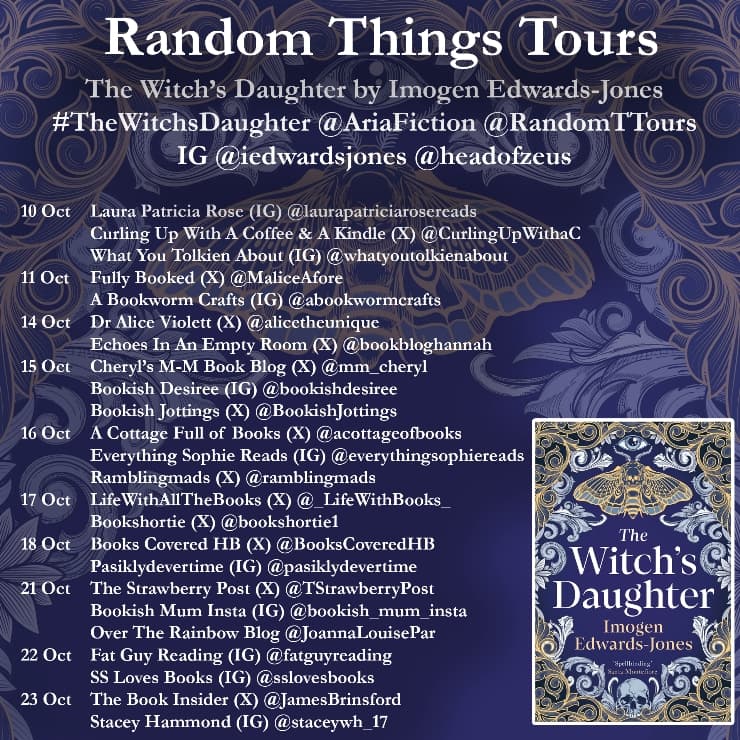 Random Things Tours
The Witch's Daughter by Imogen Edwards-Jones
#TheWitchsDaughter @AriaFiction @RandomTTours
IG @iedwardsjones @headofzeus
10 Oct Laura Patricia Rose (IG) @laurapatriciarosereads
Curling Up With A Coffee & A Kindle (X) @CurlingUpWithaC
What You Tolkien About (IG) @whatyoutolkienabout
11 Oct Fully Booked (X) @MaliceAfore
A Bookworm Crafts (IG) @abookwormcrafts
14 Oct Dr Alice Violett (X) @alicetheunique
Echoes In An Empty Room (X) @bookbloghannah
15 Oct Cheryl's M-M Book Blog (X) @mm_cheryl
Bookish Desiree (IG) @bookishdesiree
Bookish Jottings (X) @BookishJottings
16 Oct A Cottage Full of Books (X) @acottageofbooks
Everything Sophie Reads (IG) @everythingsophiereads
Ramblingmads (X) @ramblingmads
17 Oct LifeWithAllTheBooks (X) @_LifeWithBooks_
Bookshortie (X) @bookshortie1
18 Oct Books Covered HB (X) @BooksCoveredHB
Pasiklydevertime (IG) @pasiklydevertime
21 Oct The Strawberry Post (X) @TStrawberryPost
Bookish Mum Insta (IG) @bookish_mum_insta
Over The Rainbow Blog @JoannaLouisePar
22 Oct Fat Guy Reading (IG) @fatguyreading
SS Loves Books (IG) @sslovesbooks
23 Oct The Book Insider (X) @JamesBrinsford
Stacey Hammond (IG) @staceywh_17
The
Witch's
Daughter
Imogen
Edwards-Jones
'Spellbinding'
Santa Montefiore